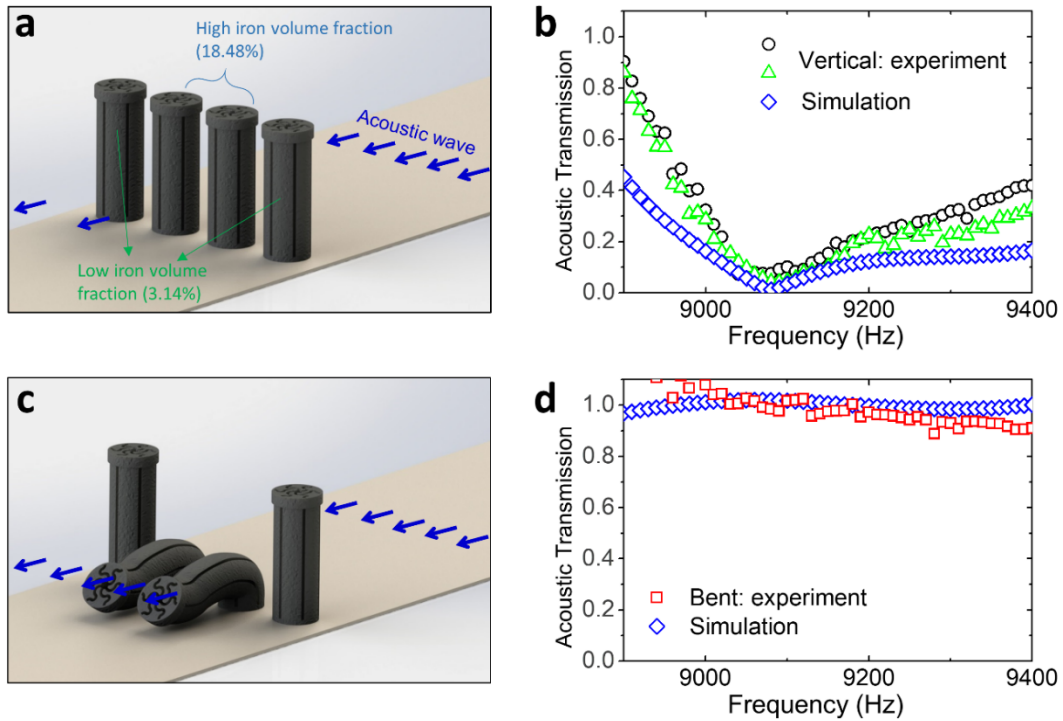 a
High iron volume fraction
(18.48%)
Acoustic wave
Low iron volume
fraction (3.14%)
b
1.0
0.8
0.6
0.4
0.2
0.0
Acoustic Transmission
Vertical: experiment
Simulation
9000
9200
9400
Frequency (Hz)
c
d
1.0
0.8
0.6
0.4
0.2
0.0
Acoustic Transmission
Bent: experiment
Simulation
9000
9200
9400
Frequency (Hz)